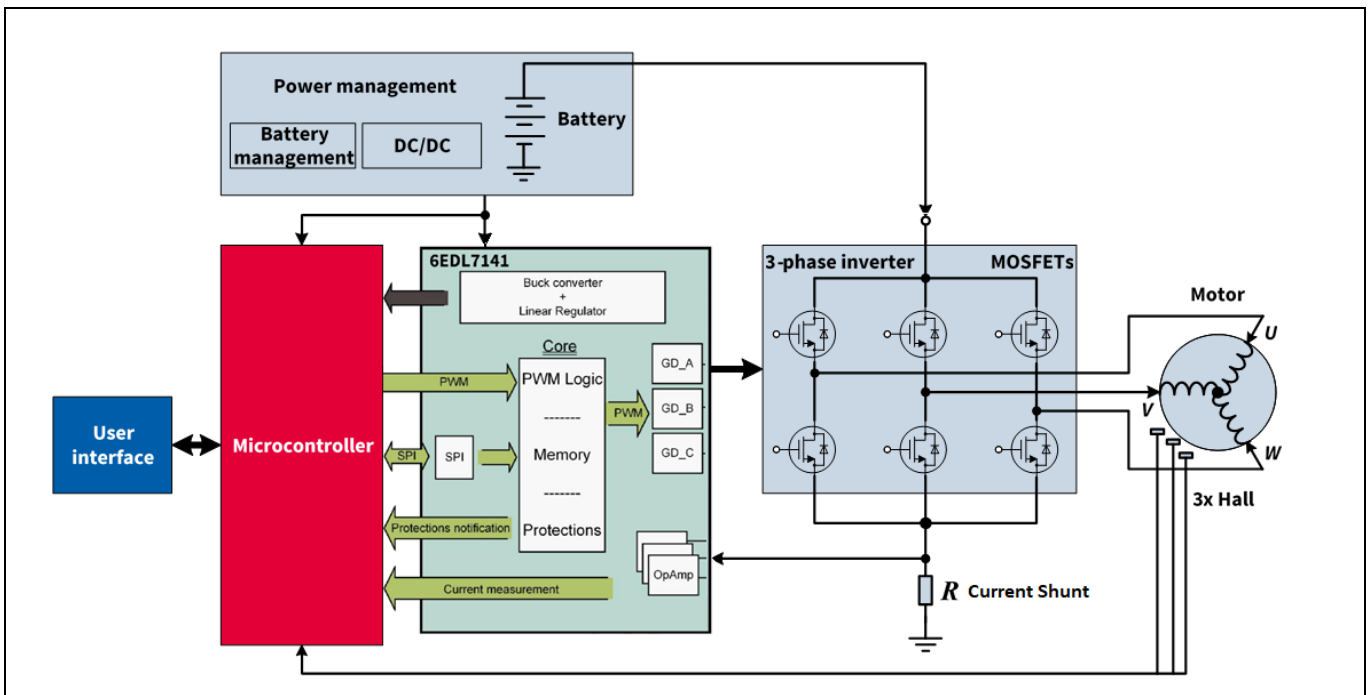 Power management
Battery
management
DC/DC
Battery
6EDL7141
Buck converter
+
Linear Regulator
Core
PWM Logic
-------
Memory
-------
Protections
PWM
SPI
SPI
Protections notification
Current measurement
PWM
GD_A
GD_B
GD_C
OpAmp
User
interface
Microcontroller
3-phase inverter
MOSFETs
Motor
U
V
W
3x Hall
R
Current Shunt